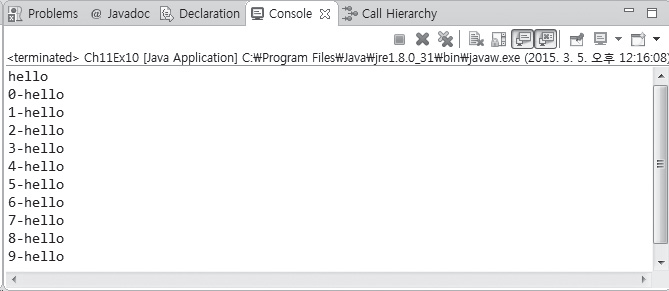 Problems @ Javadoc Declaration Console Call Hierarchy
<terminated> Ch11Ex10 [Java Application] C:₩Program Files₩Java₩jre1.8.0_31₩bin₩javaw.exe (2015. 3. 5. 오후 12:16:08)
hello
0-hello
1-hello
2-hello
3-hello
4-hello
5-hello
6-hello
7-hello
8-hello
9-hello